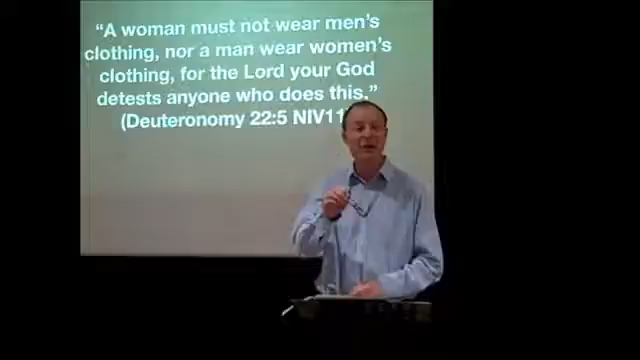 “A woman must not wear men’s
clothing, nor a man wear women’s
clothing, for the Lord your God
detests anyone who does this.”
(Deuteronomy 22:5 NIV11